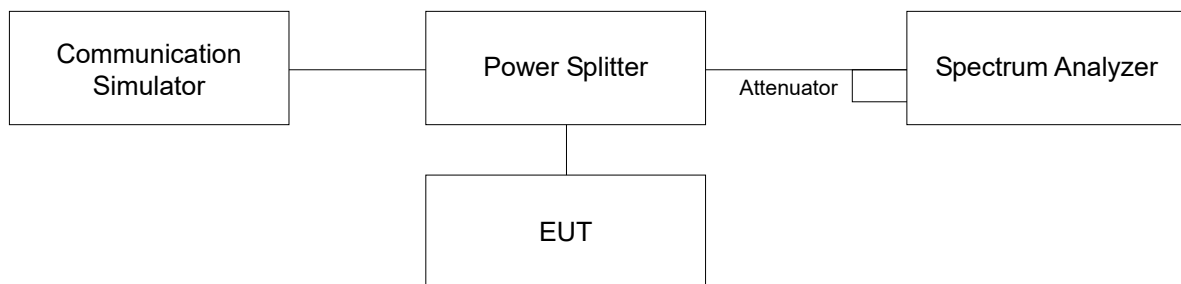 Communication
Simulator
Power Splitter
Attenuator
Spectrum Analyzer
EUT